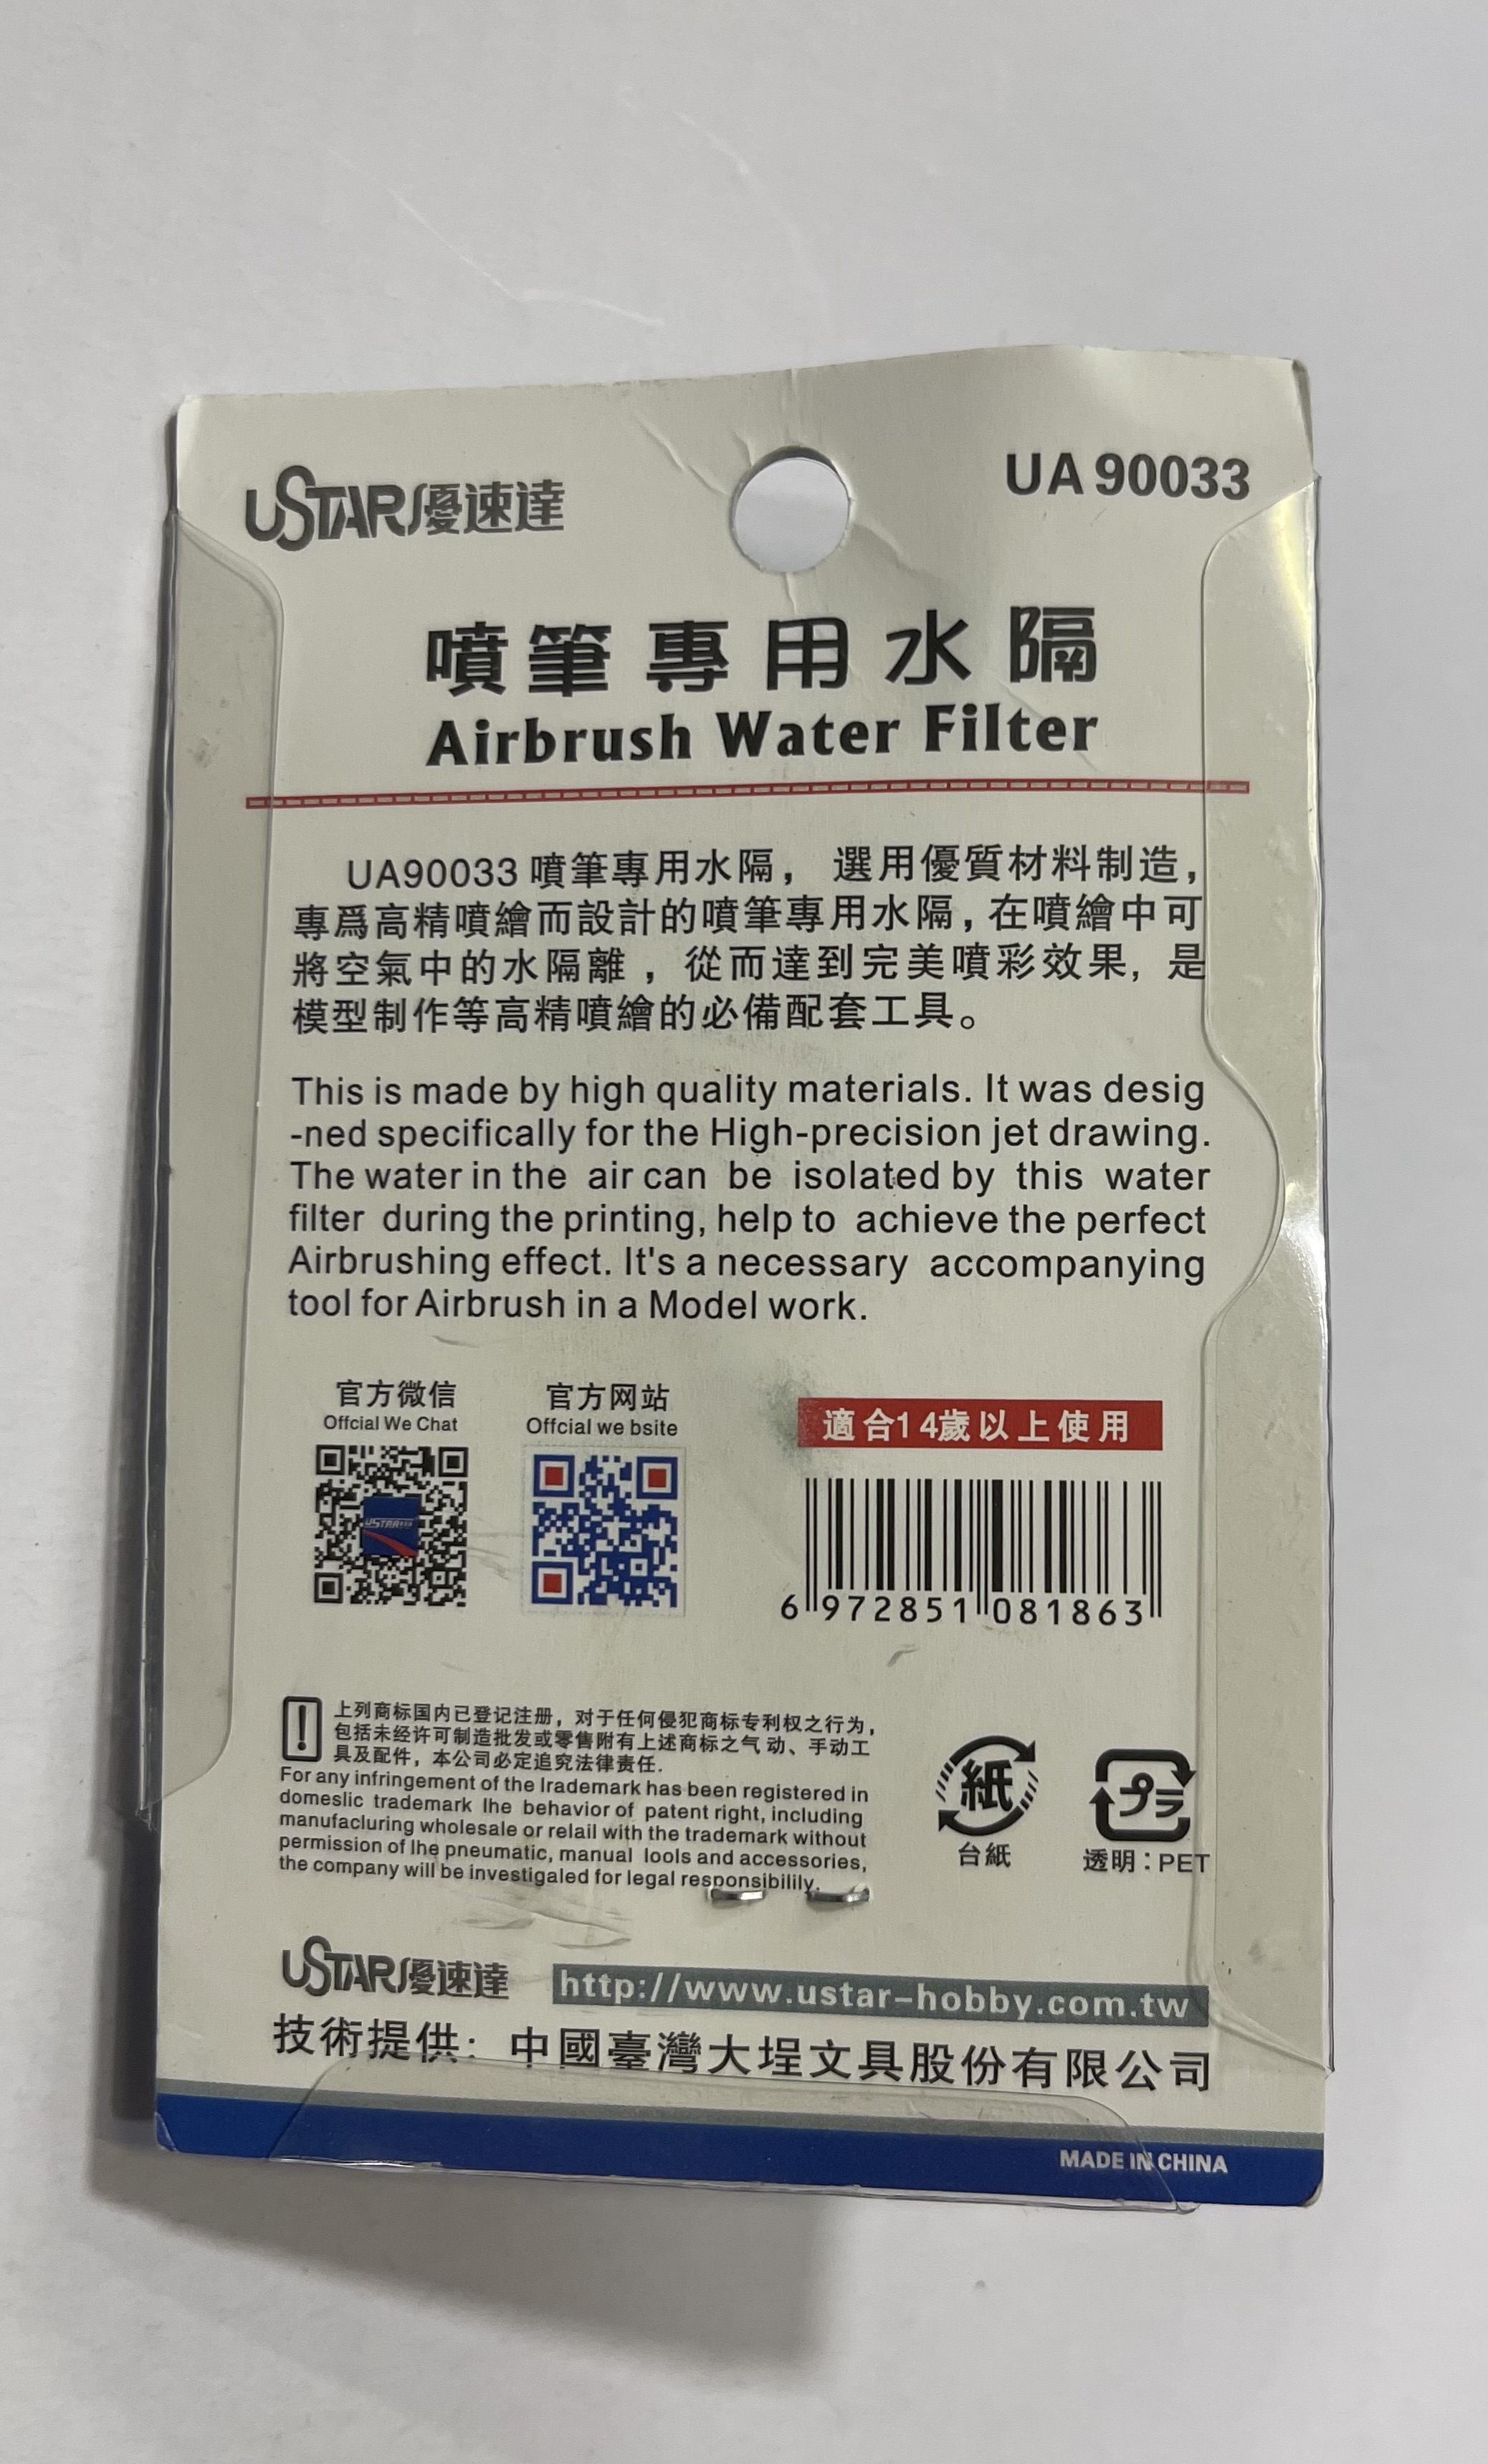 USTAR優速達
UA90033
噴筆專用水隔
Airbrush Water Filter
UA90033噴筆專用水隔， 選用優質材料制造，
專爲高精噴繪而設計的噴筆專用水隔，在噴繪中可
將空氣中的水隔離， 從而達到完美噴彩效果，是
模型制作等高精噴繪的必備配套工具。
This is made by high quality materials. It was desig
-ned specifically for the High-precision jet drawing.
The water in the air can be isolated by this water
filter during the printing, help to achieve the perfect
Airbrushing effect. It's a necessary accompanying
tool for Airbrush in a Model work.
官方微信
Offcial We Chat
官方网站
Offcial we bsite
USTAR
適合14歲以上使用
6 972851 081863
上列商标国内已登记注册，对于任何侵犯商标专利权之行为，
包括未经许可制造批发或零售附有上述商标之气动、手动工
具及配件，本公司必定追究法律责任.
For any infringement of the lrademark has been registered in
domeslic trademark lhe behavior of patent right, including
manufacluring wholesale or relail with the trademark without
permission of lhe pneumatic, manual lools and accessories,
the company will be investigaled for legal responsibilily.
紙
台紙
プラ
透明：PET
USTAR優速達
http://www.ustar-hobby.com.tw
技術提供：中國臺灣大埕文具股份有限公司
MADE IN CHINA